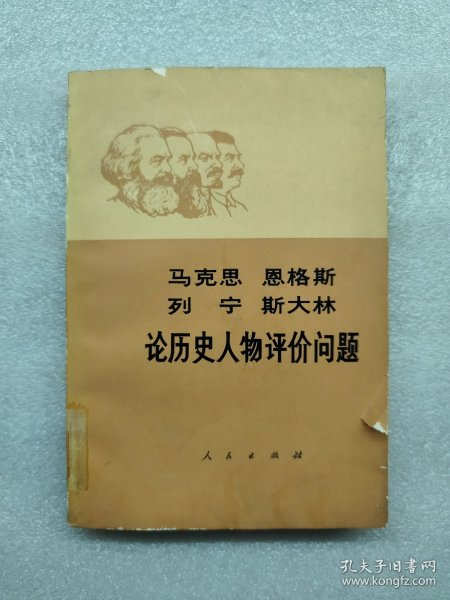 马克思 恩格斯
列 宁 斯大林
论历史人物评价问题
人民出版社
孔夫子旧书网
www.kongfz.com